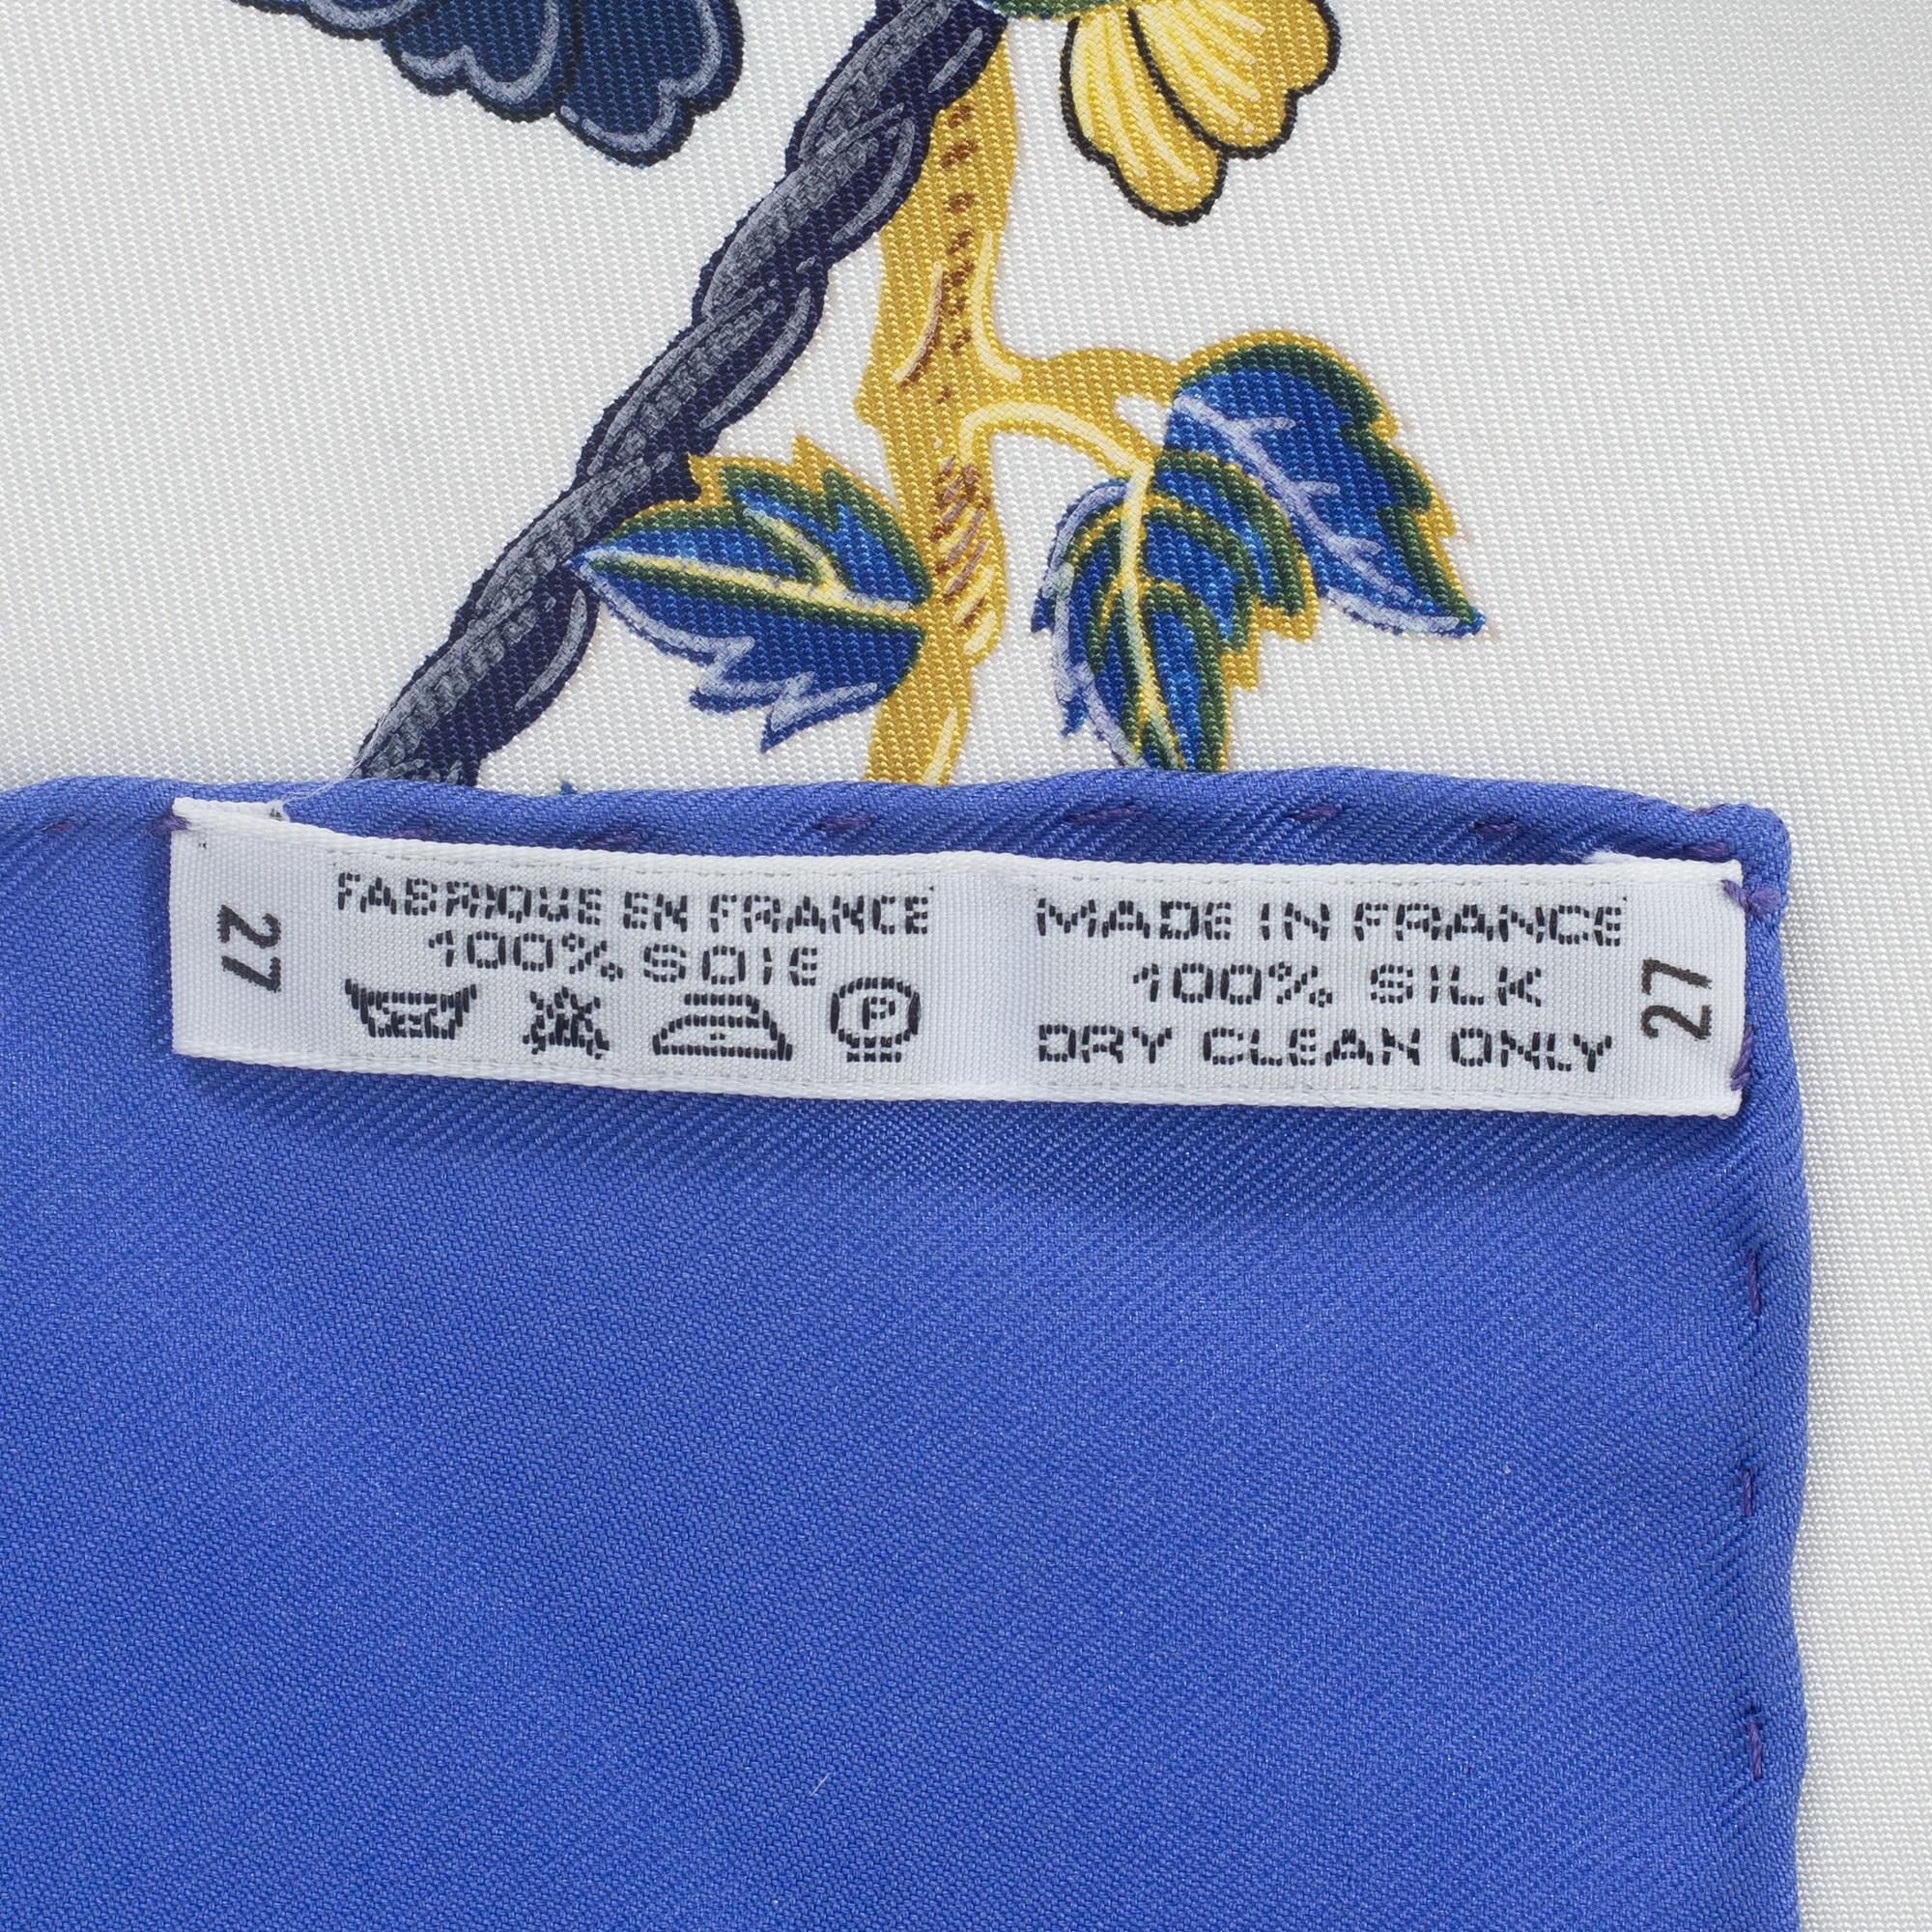 27
FABRIQUE EN FRANCE
100% SOIE
P
MADE IN FRANCE
100% SILK
DRY CLEAN ONLY
27